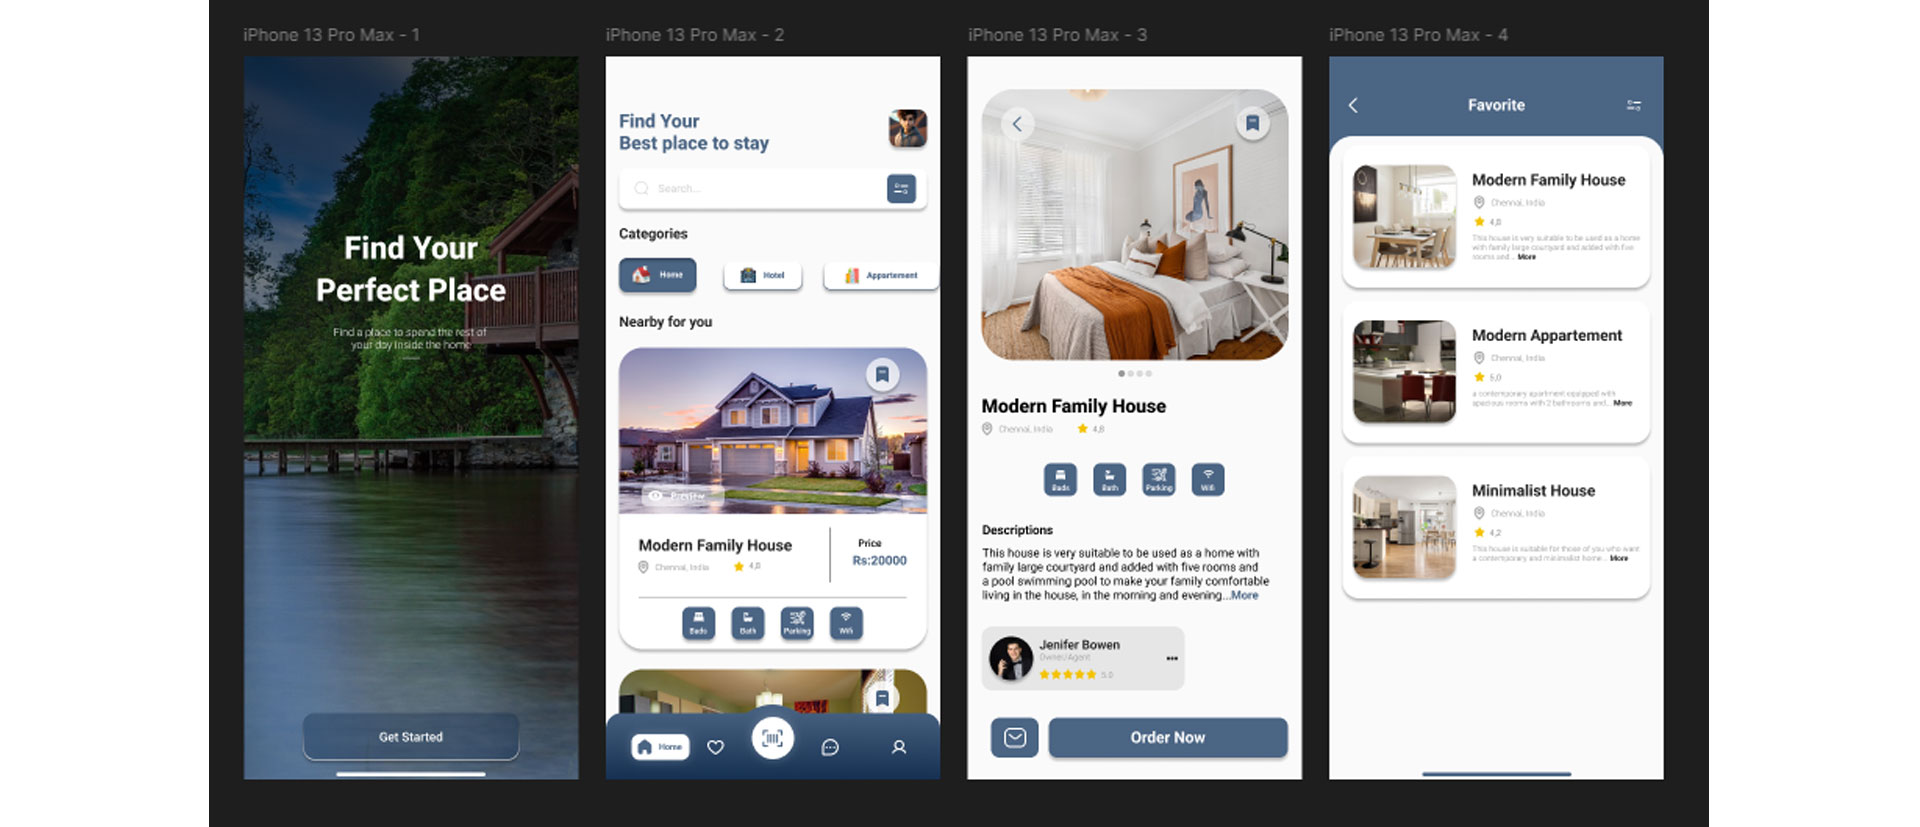 iPhone 13 Pro Max - 1
Find Your
Perfect Place
Find a place to spend the rest of
your day inside the home
Get Started
iPhone 13 Pro Max - 2
Find Your
Best place to stay
Search...
Categories
Home
Hotel
Appartement
Nearby for you
Preview
Modern Family House
Chennai, India
4,8
Price
Rs:20000
Beds
Bath
Parking
Wifi
Home
iPhone 13 Pro Max - 3
Modern Family House
Chennai, India
4,8
Beds
Bath
Parking
Wifi
Descriptions
This house is very suitable to be used as a home with
family large courtyard and added with five rooms and
a pool swimming pool to make your family comfortable
living in the house, in the morning and evening...More
Jenifer Bowen
Owner/Agent
5.0
Order Now
iPhone 13 Pro Max - 4
Favorite
Modern Family House
Chennai, India
4,8
This house is very suitable to be used as a home
with family large courtyard and added with five
rooms and .. More
Modern Appartement
Chennai, India
5,0
a contemporary apartment equipped with
spacious rooms with 2 bathrooms and... More
Minimalist House
Chennai, India
4,2
This house is suitable for those of you who want
a contemporary and minimalist home... More